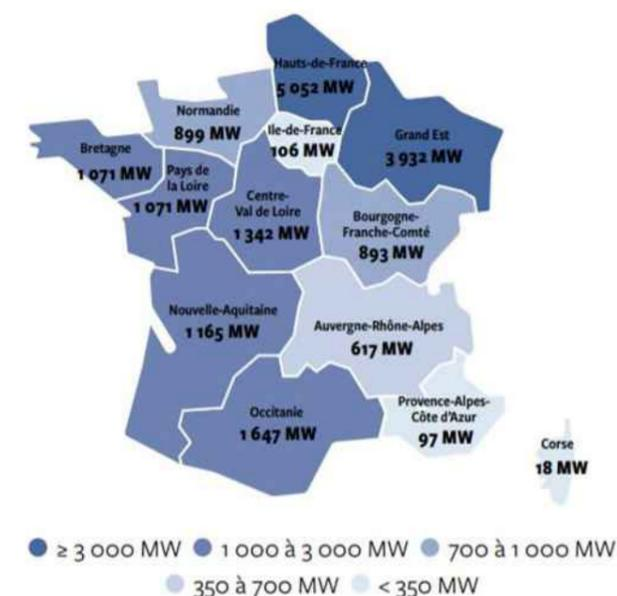 Hauts-de-France
5 052 MW
Normandie
899 MW
Ile-de-France
106 MW
Grand Est
3 932 MW
Bretagne
1 071 MW
Pays de
la Loire
1 071 MW
Centre-
Val de Loire
1 342 MW
Bourgogne-
Franche-Comté
893 MW
Nouvelle-Aquitaine
1 165 MW
Auvergne-Rhône-Alpes
617 MW
Occitanie
1 647 MW
Provence-Alpes-
Côte d'Azur
97 MW
Corse
18 MW
≥ 3 000 MW 1 000 à 3 000 MW 700 à 1 000 MW
350 à 700 MW < 350 MW